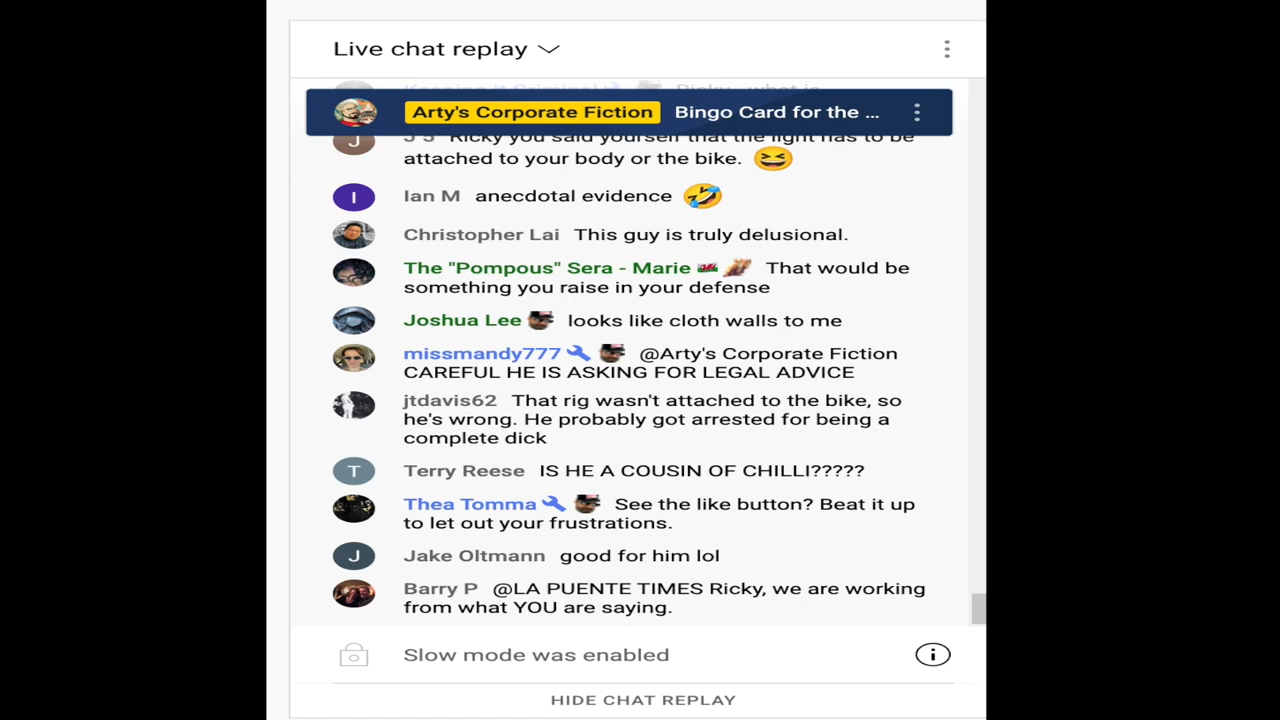 Live chat replay
Arty's Corporate Fiction Bingo Card for the ...
J 5 Ricky you said yourself that the light has to be
attached to your body or the bike.
I Ian M anecdotal evidence
Christopher Lai This guy is truly delusional.
The "Pompous" Sera - Marie That would be
something you raise in your defense
Joshua Lee looks like cloth walls to me
missmandy777 @Arty's Corporate Fiction
CAREFUL HE IS ASKING FOR LEGAL ADVICE
jtdavis62 That rig wasn't attached to the bike, so
he's wrong. He probably got arrested for being a
complete dick
T Terry Reese IS HE A COUSIN OF CHILLI?????
Thea Tomma See the like button? Beat it up
to let out your frustrations.
J Jake Oltmann good for him lol
Barry P @LA PUENTE TIMES Ricky, we are working
from what YOU are saying.
Slow mode was enabled
HIDE CHAT REPLAY